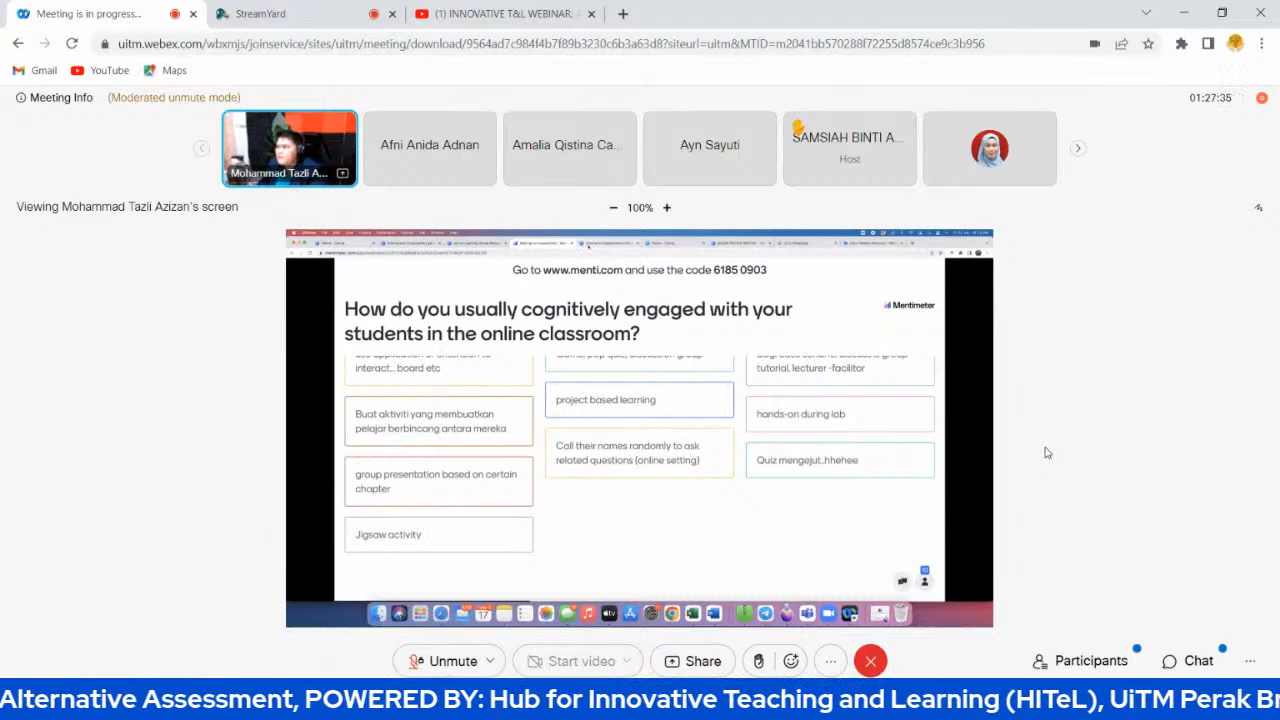 Meeting is in progress...
StreamYard
(1) INNOVATIVE T&L WEBINAR:
uitm.webex.com/wbxmjs/joinservice/sites/uitm/meeting/download/9564ad7c984f4b7f89b3230c6b3a63d8?siteurl=uitm&MTID=m2041bb570288f72255d8574ce9c3b956
Gmail
YouTube
Maps
Meeting Info
(Moderated unmute mode)
01:27:35
Mohammad Tazli A...
Afni Anida Adnan
Amalia Qistina Ca...
Ayn Sayuti
SAMSIAH BINTI A...
Host
Viewing Mohammad Tazli Azizan's screen
100%
Go to www.menti.com and use the code 6185 0903
How do you usually cognitively engaged with your
students in the online classroom?
Mentimeter
interact... board etc
Buat aktiviti yang membuatkan
pelajar berbincang antara mereka
group presentation based on certain
chapter
Jigsaw activity
project based learning
Call their names randomly to ask
related questions (online setting)
tutorial, lecturer -facilitor
hands-on during lab
Quiz mengejut..hhehee
17
Unmute
Start video
Share
Participants
Chat
Alternative Assessment, POWERED BY: Hub for Innovative Teaching and Learning (HITeL), UiTM Perak Br